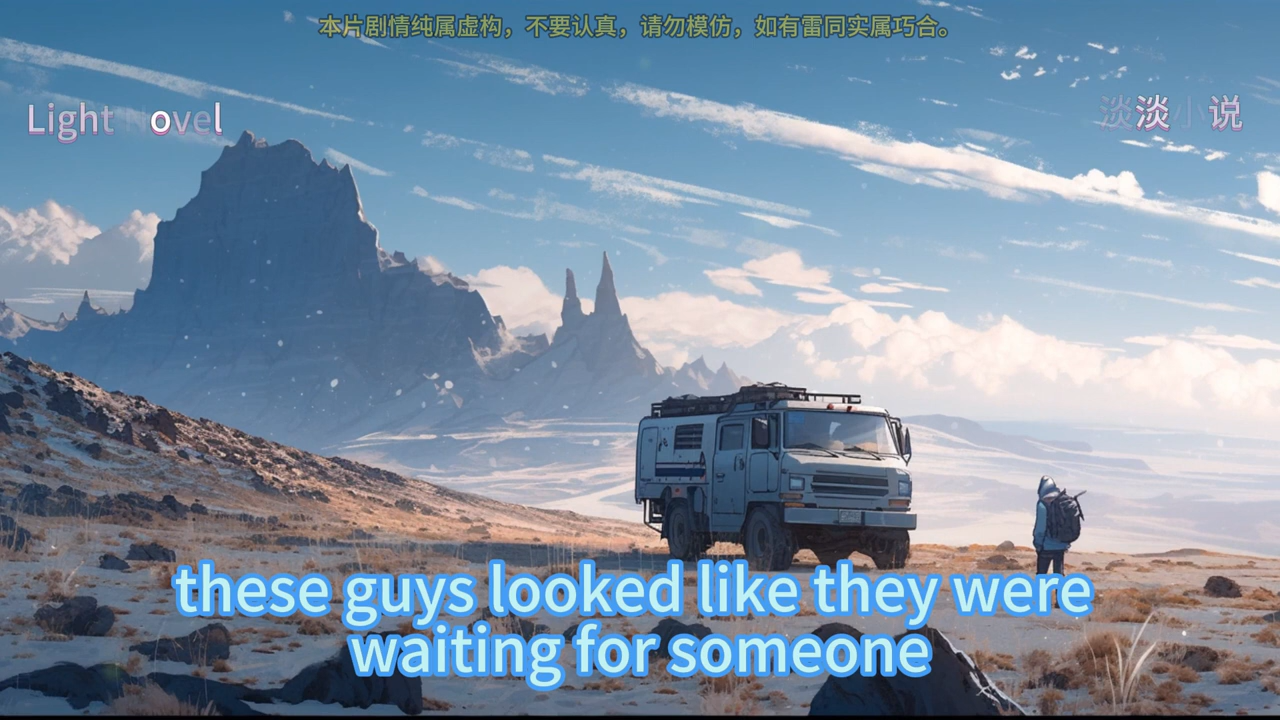 本片剧情纯属虚构，不要认真，请勿模仿，如有雷同实属巧合。
Light Novel
淡淡小说
these guys looked like they were
waiting for someone